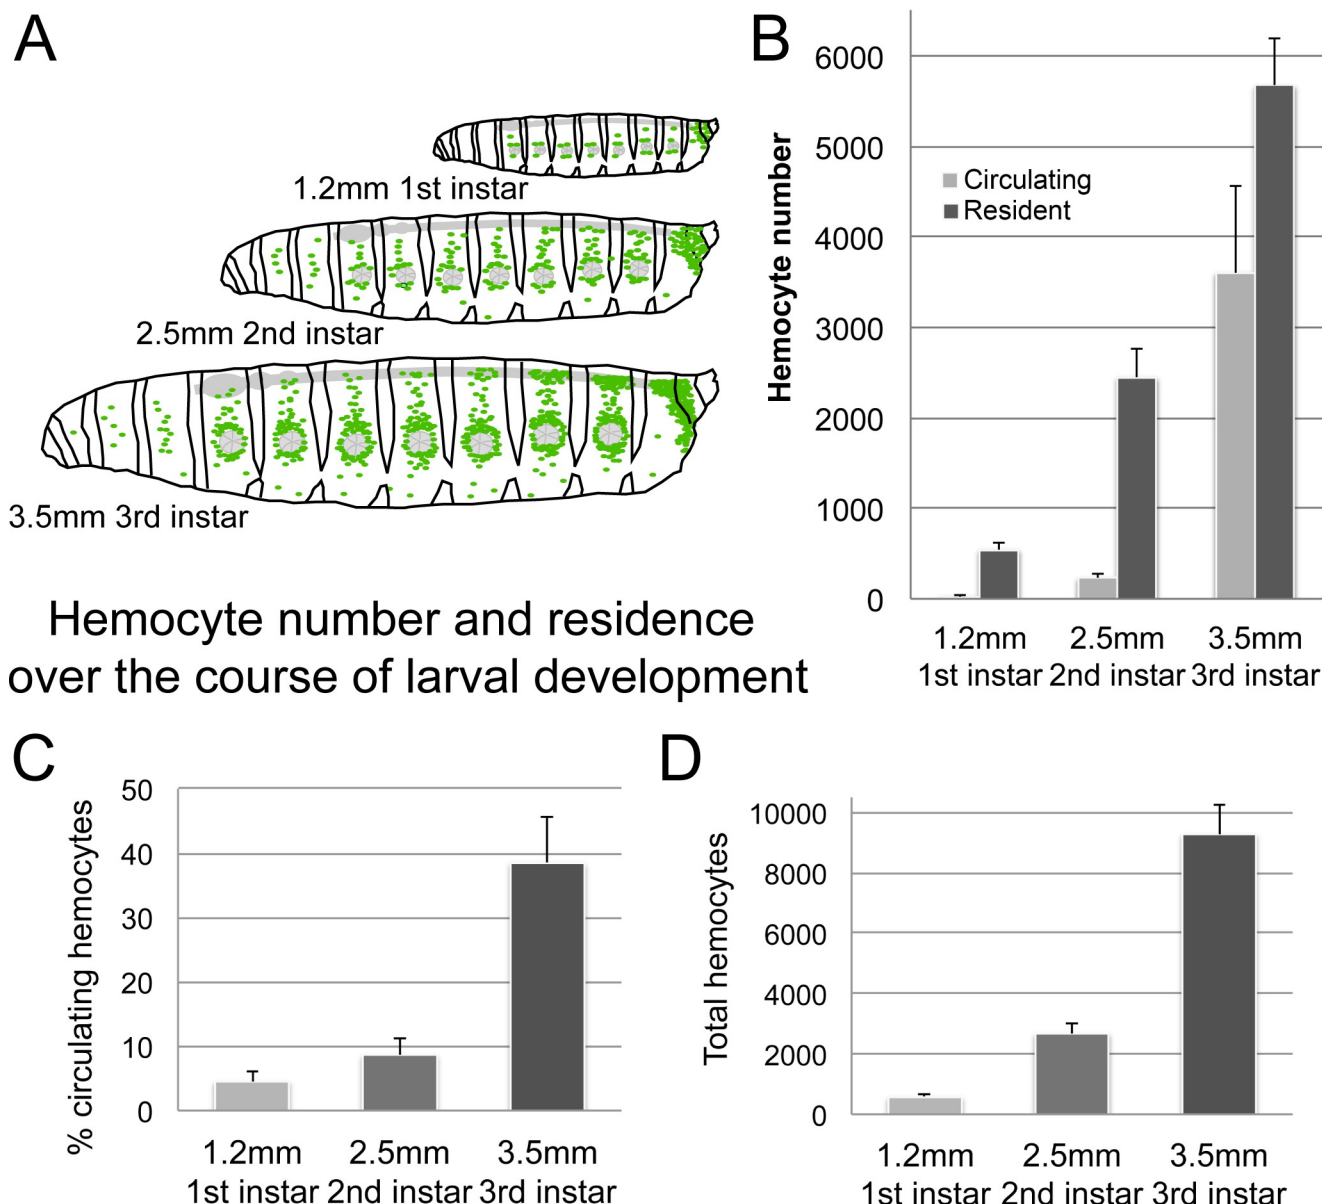 A
1.2mm 1st instar
2.5mm 2nd instar
3.5mm 3rd instar
Hemocyte number and residence
over the course of larval development
B
Hemocyte number
6000
5000
4000
3000
2000
1000
0
Circulating
Resident
1.2mm 2.5mm 3.5mm
1st instar 2nd instar 3rd instar
C
% circulating hemocytes
50
40
30
20
10
0
1.2mm 2.5mm 3.5mm
1st instar 2nd instar 3rd instar
D
Total hemocytes
10000
8000
6000
4000
2000
0
1.2mm 2.5mm 3.5mm
1st instar 2nd instar 3rd instar